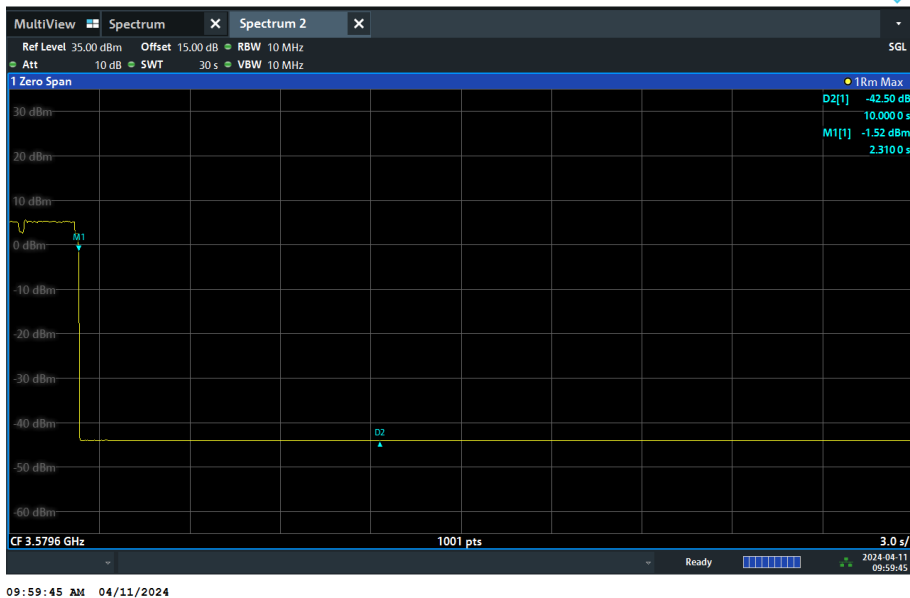 MultiView Spectrum X Spectrum 2 X
Ref Level 35.00 dBm Offset 15.00 dB RBW 10 MHz SGL
Att 10 dB SWT 30 s VBW 10 MHz
1 Zero Span 1Rm Max
D2[1] -42.50 dB
10.000 0 s
M1[1] -1.52 dBm
2.310 0 s
30 dBm
20 dBm
10 dBm
M1
0 dBm
-10 dBm
-20 dBm
-30 dBm
-40 dBm
D2
-50 dBm
-60 dBm
CF 3.5796 GHz 1001 pts 3.0 s/
Ready 2024-04-11
09:59:45
09:59:45 AM 04/11/2024